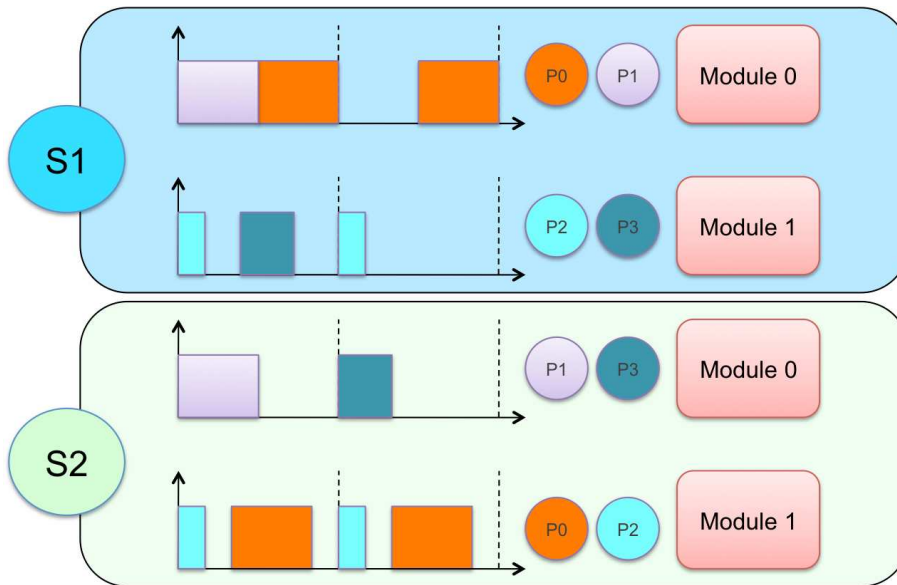 P0 P1 Module 0
S1
P2 P3 Module 1
P1 P3 Module 0
S2
P0 P2 Module 1